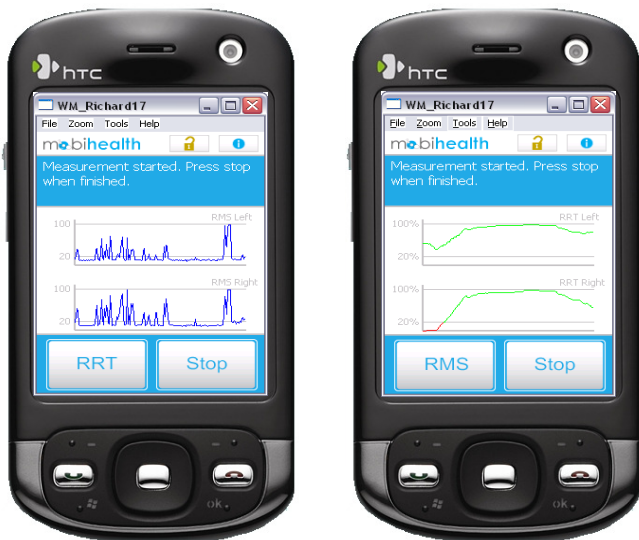 hTC
WM_Richard17
File Zoom Tools Help
mobihealth
Measurement started. Press stop
when finished.
RMS Left
100
20
RMS Right
100
20
RRT Stop
ok
hTC
WM_Richard17
File Zoom Tools Help
mobihealth
Measurement started. Press stop
when finished.
RRT Left
100%
20%
RRT Right
100%
20%
RMS Stop
ok